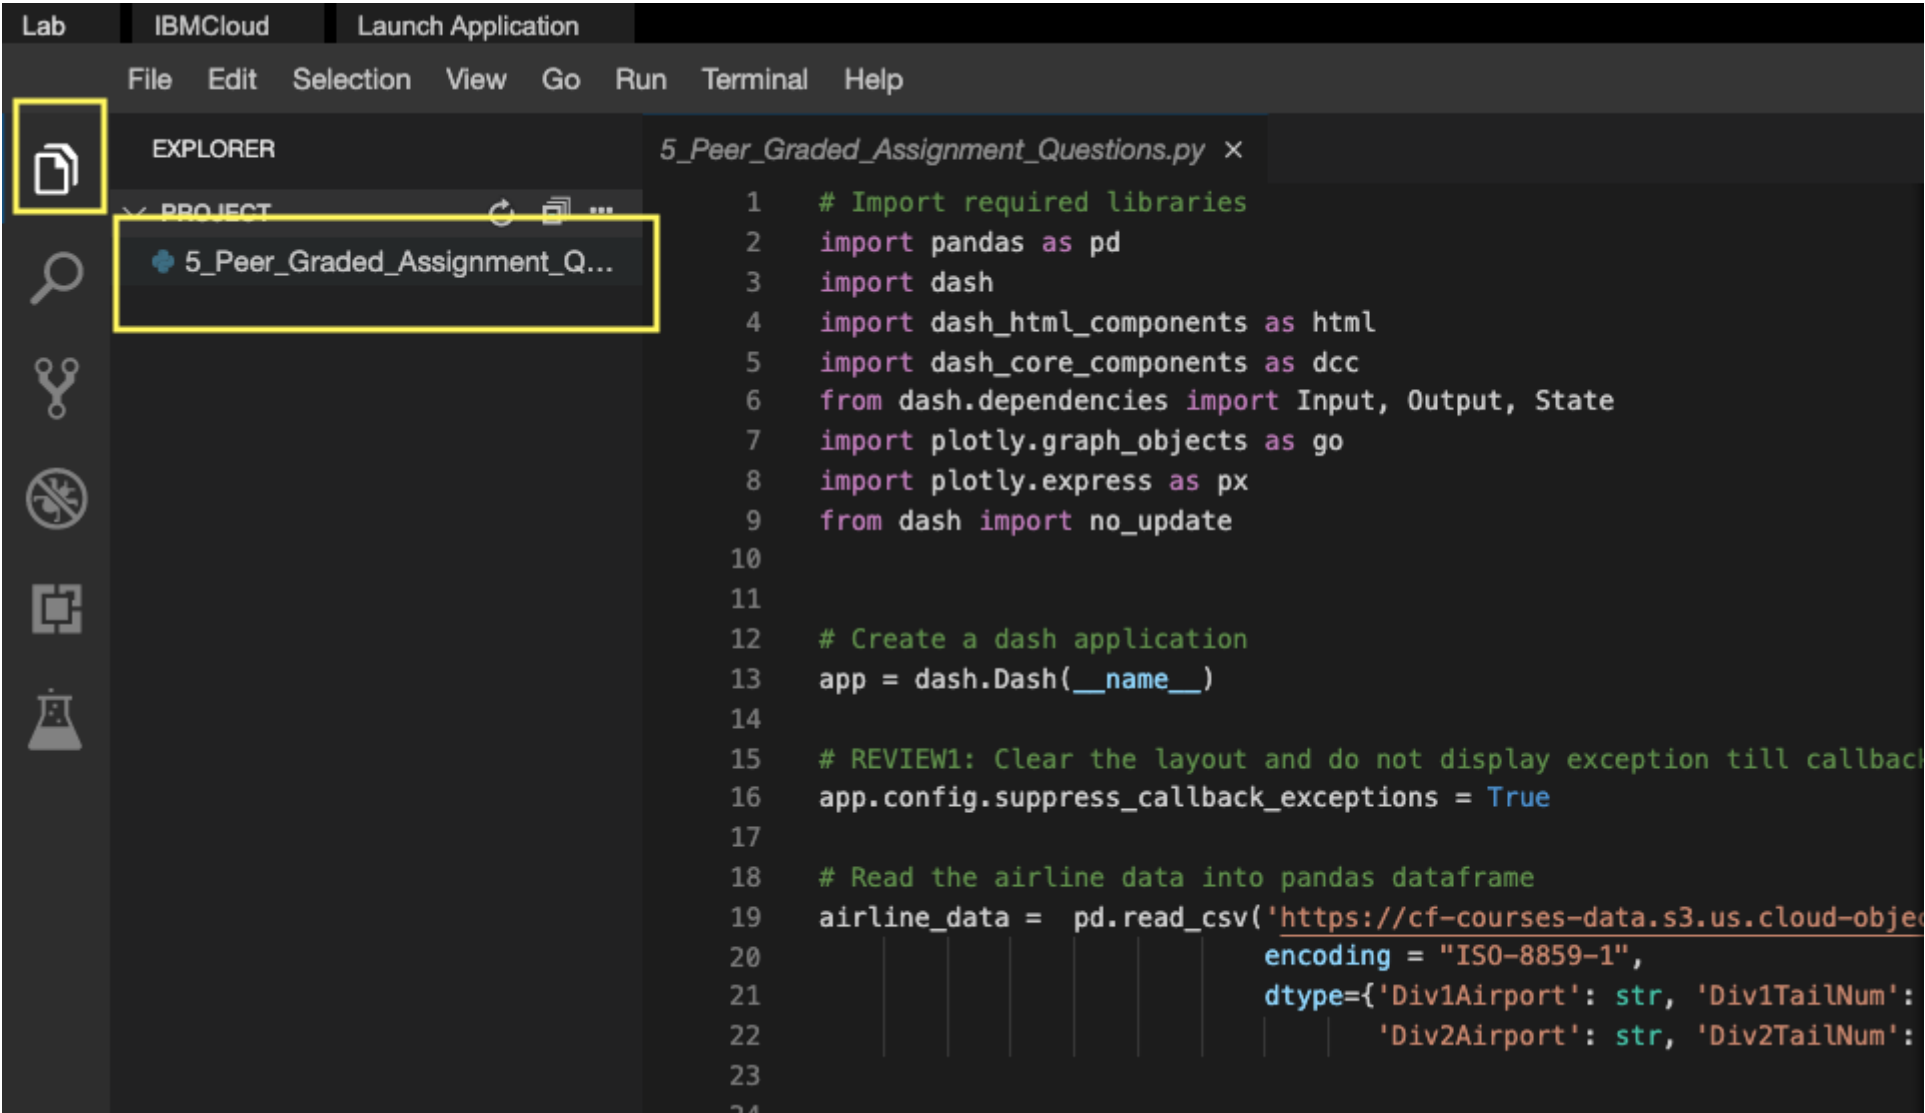 Lab IBMCloud Launch Application
File Edit Selection View Go Run Terminal Help
EXPLORER
PROJECT
5_Peer_Graded_Assignment_Q...
5_Peer_Graded_Assignment_Questions.py ×
1 # Import required libraries
2 import pandas as pd
3 import dash
4 import dash_html_components as html
5 import dash_core_components as dcc
6 from dash.dependencies import Input, Output, State
7 import plotly.graph_objects as go
8 import plotly.express as px
9 from dash import no_update
10
11
12 # Create a dash application
13 app = dash.Dash(__name__)
14
15 # REVIEW1: Clear the layout and do not display exception till callback
16 app.config.suppress_callback_exceptions = True
17
18 # Read the airline data into pandas dataframe
19 airline_data =  pd.read_csv('https://cf-courses-data.s3.us.cloud-objec
20 encoding = "ISO-8859-1",
21 dtype={'Div1Airport': str, 'Div1TailNum':
22 'Div2Airport': str, 'Div2TailNum':
23
24